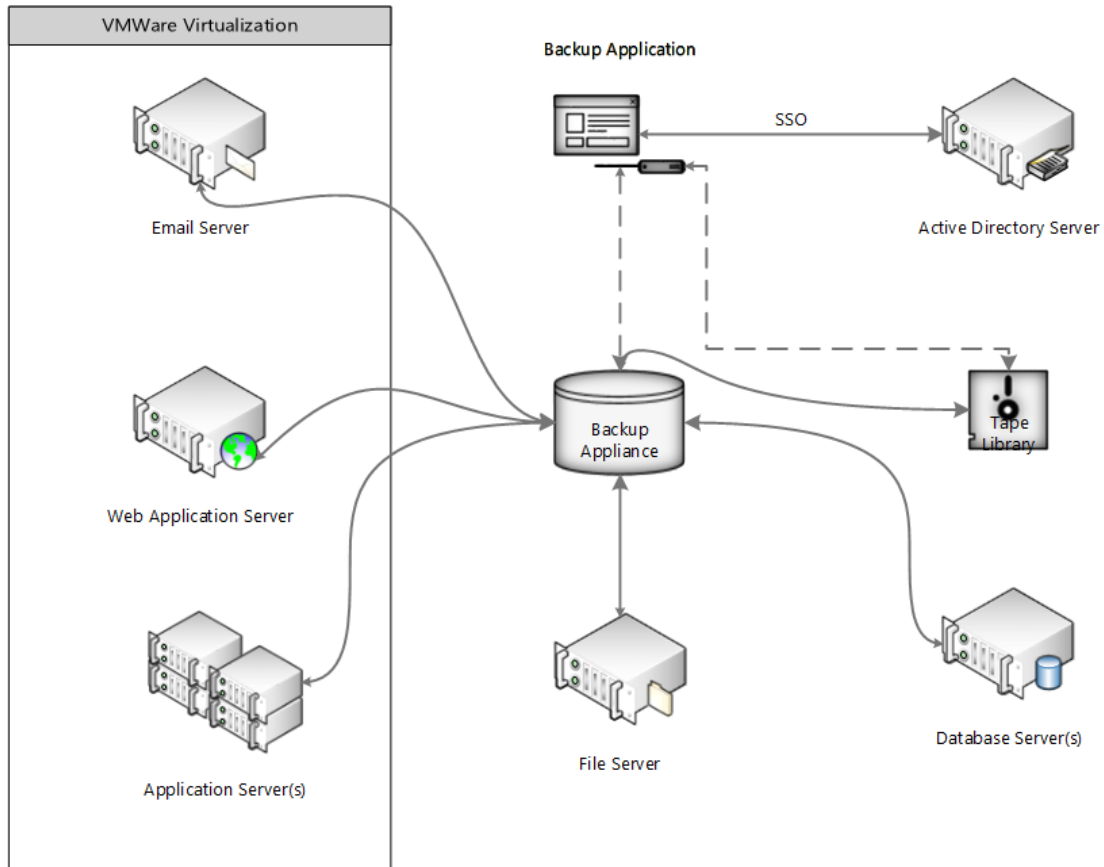 VMWare Virtualization
Backup Application
SSO
Email Server
Active Directory Server
Backup
Appliance
Tape
Library
Web Application Server
Application Server(s)
File Server
Database Server(s)